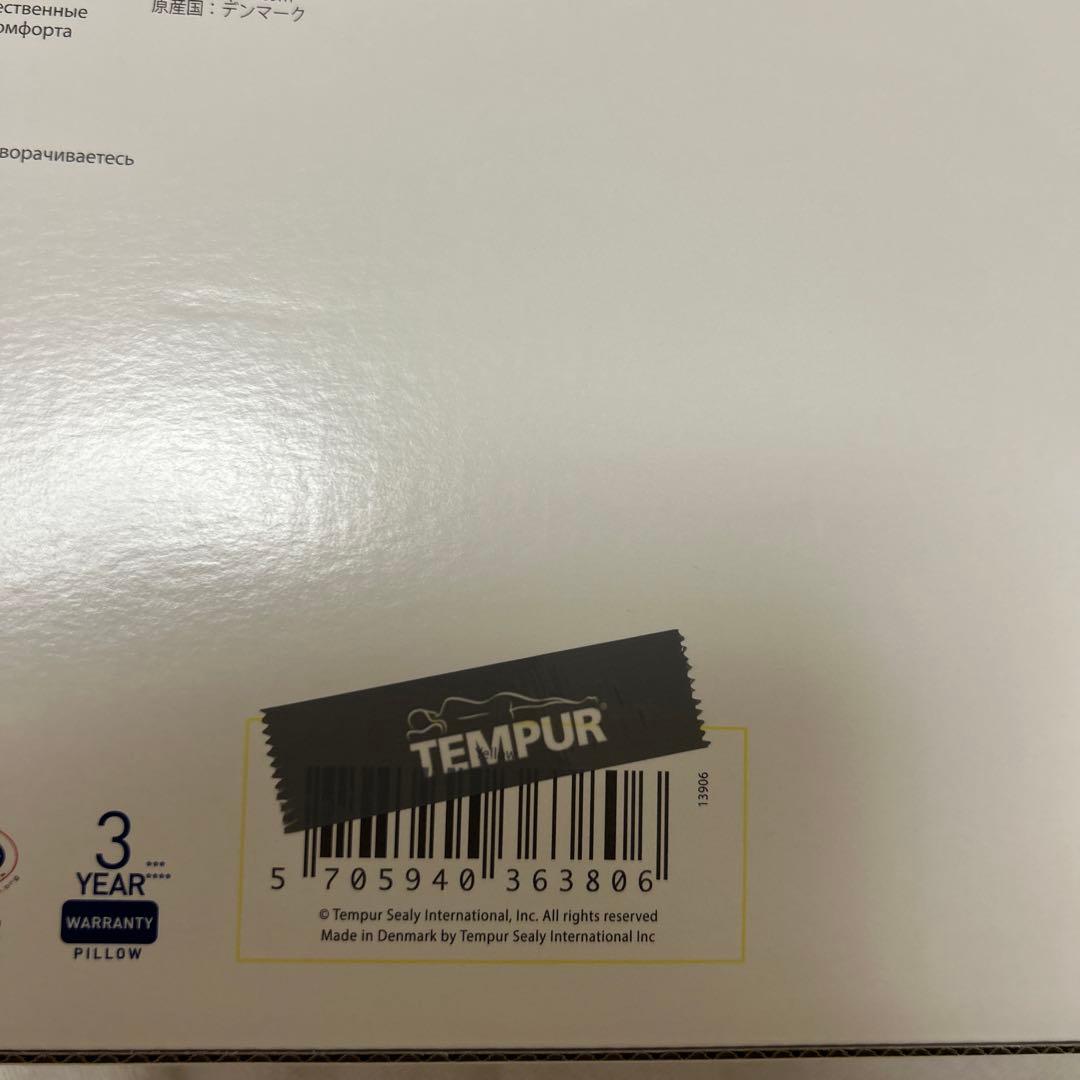 ественные
омфорта
原産国：デンマーク
ворачиваетесь
TEMPUR®
Yellow
13906
5 705940 363806
© Tempur Sealy International, Inc. All rights reserved
Made in Denmark by Tempur Sealy International Inc
3
YEAR
***
****
WARRANTY
PILLOW